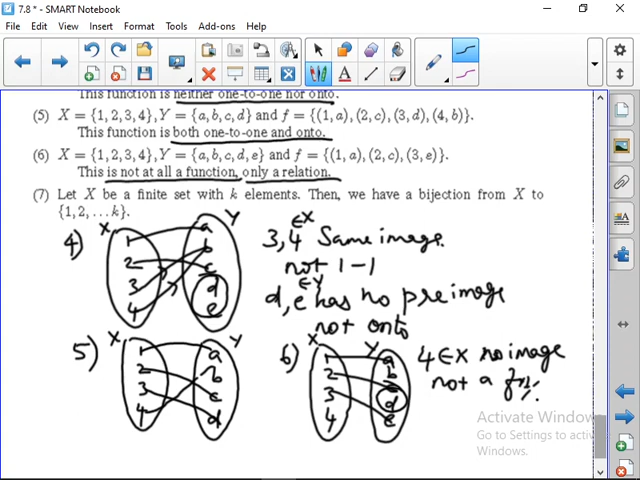 7.8 * - SMART Notebook
File Edit View Insert Format Tools Add-ons Help
This function is neither one-to-one nor onto.
(5) X = {1, 2, 3, 4}, Y = {a, b, c, d} and f = {(1, a), (2, c), (3, d), (4, b)}.
This function is both one-to-one and onto.
(6) X = {1, 2, 3, 4}, Y = {a, b, c, d, e} and f = {(1, a), (2, c), (3, e)}.
This is not at all a function, only a relation.
(7) Let X be a finite set with k elements. Then, we have a bijection from X to
{1, 2, … k}.
4) X Y
1 a
2 b
3 c
4 d
e
∈X
3, 4 Same image
not 1-1
∈Y
d, e has no preimage
not onto
5) X Y
1 a
2 b
3 c
4 d
6) X Y
1 a
2 b
3 c
4 d
e
4 ∈ X no image
not a fn.
Activate Windows
Go to Settings to activ
Windows.